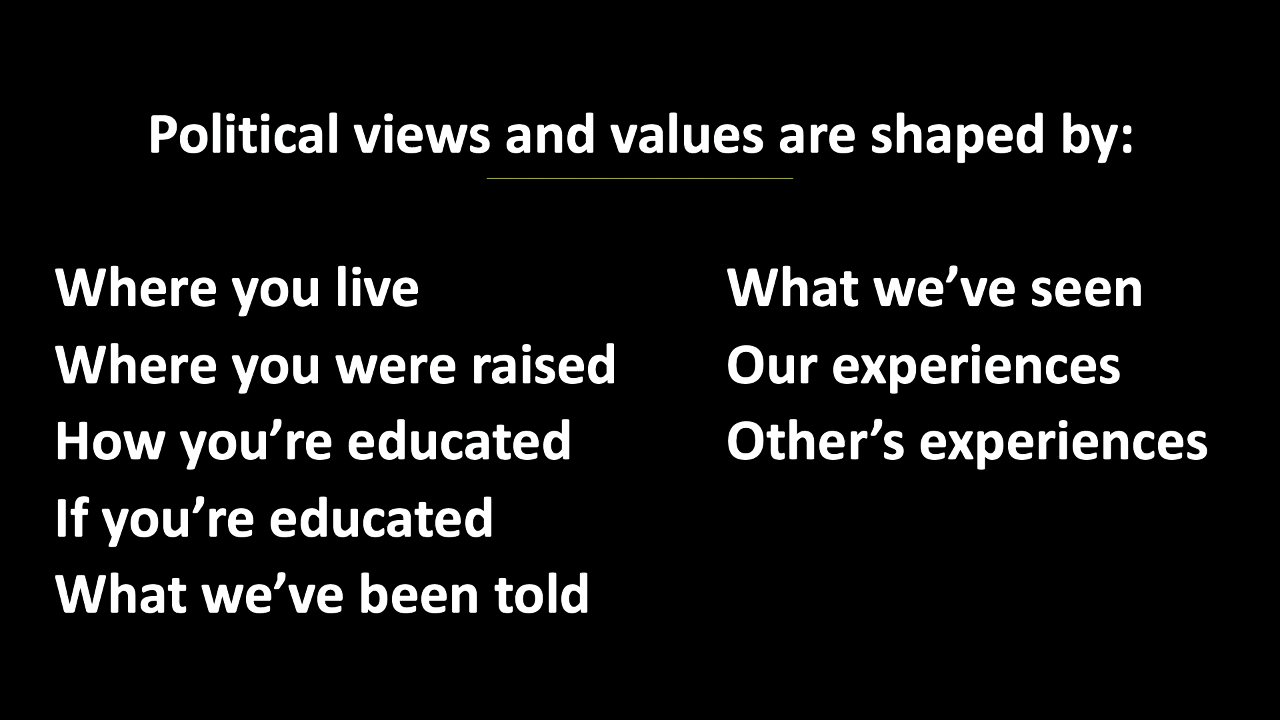 Political views and values are shaped by:
Where you live
Where you were raised
How you’re educated
If you’re educated
What we’ve been told
What we’ve seen
Our experiences
Other’s experiences